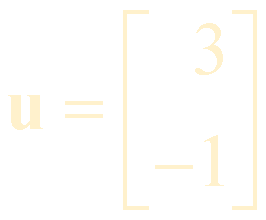 u = [ 3
−1 ]